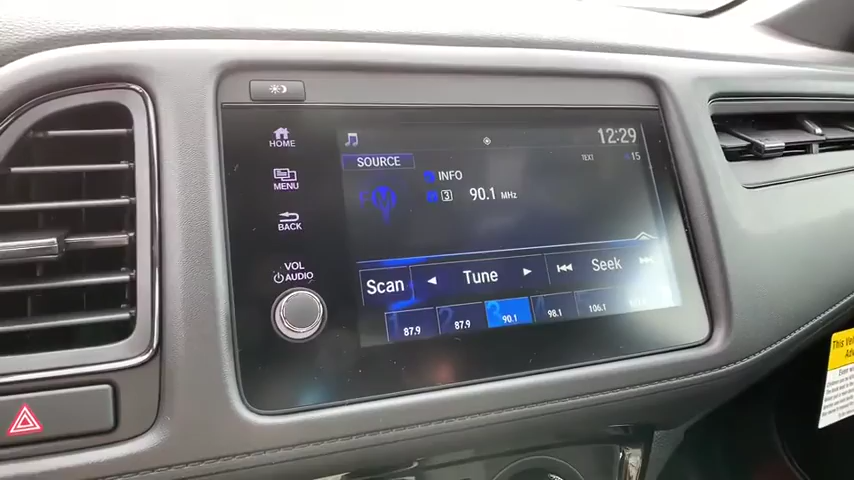 HOME
12:29
SOURCE
TEXT
15
INFO
MENU
FM
3 90.1 MHz
BACK
VOL
AUDIO
Scan
Tune
Seek
87.9
87.9
90.1
98.1
106.1